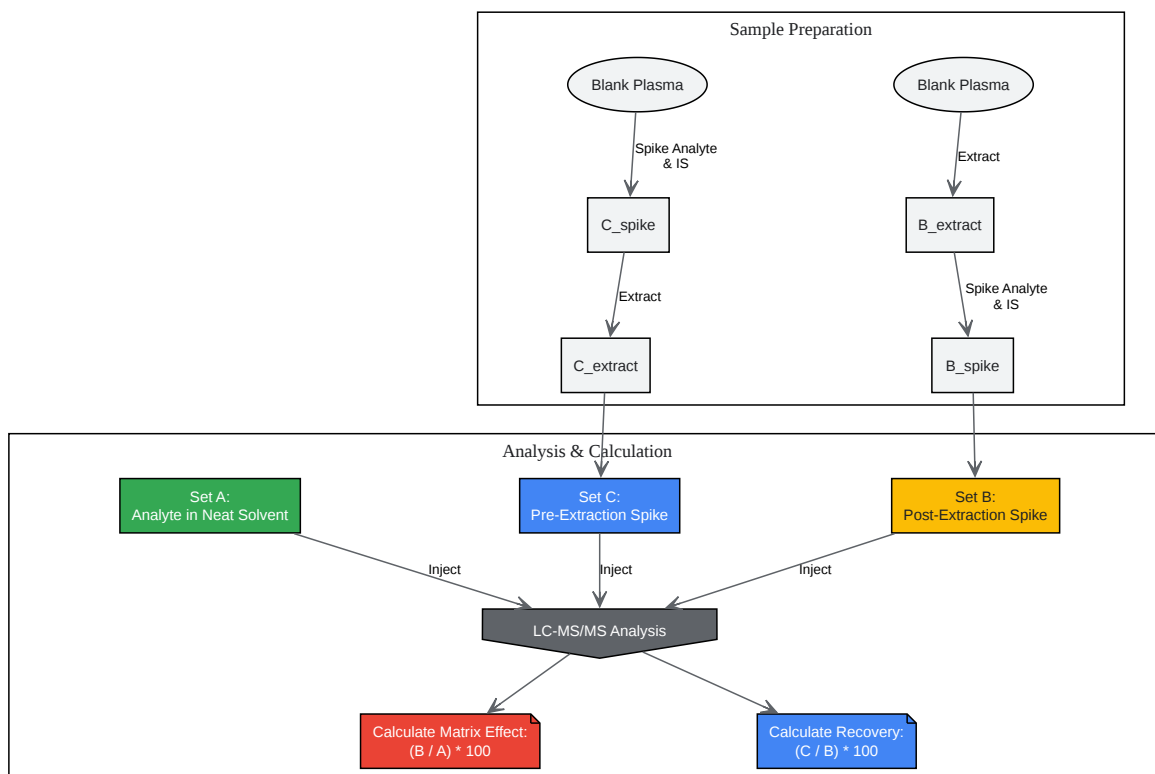 Sample Preparation
Blank Plasma
Blank Plasma
Spike Analyte
& IS
Extract
C_spike
B_extract
Extract
Spike Analyte
& IS
C_extract
B_spike
Analysis & Calculation
Set A:
Analyte in Neat Solvent
Set C:
Pre-Extraction Spike
Set B:
Post-Extraction Spike
Inject
Inject
Inject
LC-MS/MS Analysis
Calculate Matrix Effect:
(B / A) * 100
Calculate Recovery:
(C / B) * 100